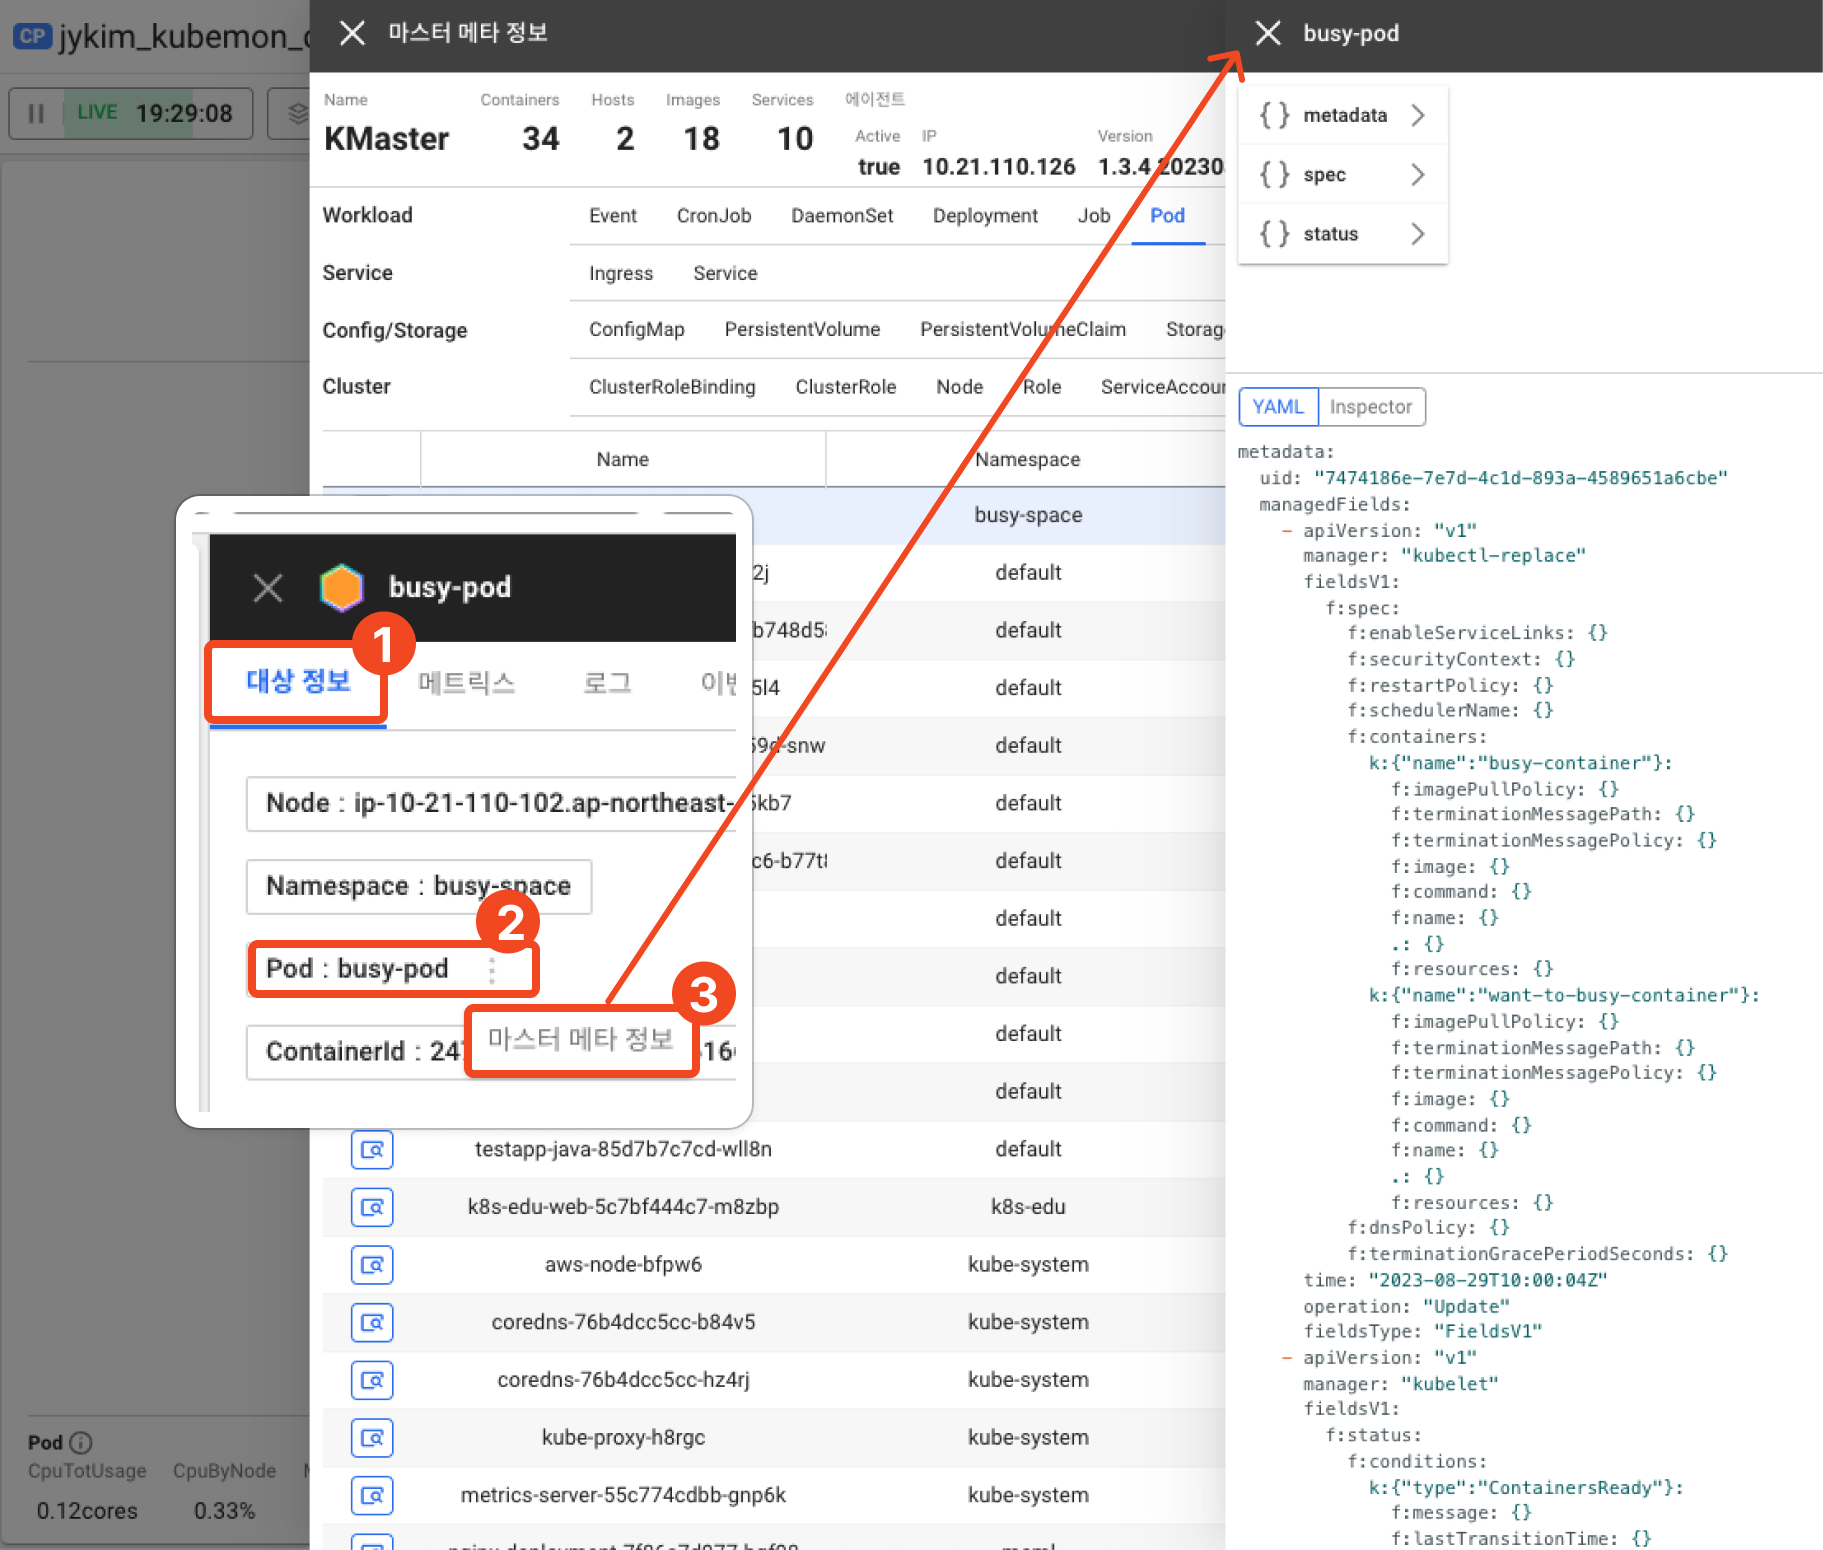 CP jykim_kubemon_
LIVE 19:29:08
마스터 메타 정보
Name Containers Hosts Images Services 에이전트
KMaster 34 2 18 10
Active IP Version
true 10.21.110.126 1.3.4 20230
Workload Event CronJob DaemonSet Deployment Job Pod
Service Ingress Service
Config/Storage ConfigMap PersistentVolume PersistentVolumeClaim Storag
Cluster ClusterRoleBinding ClusterRole Node Role ServiceAccou
Name Namespace
busy-space
2j default
b748d5 default
5l4 default
59d-snw default
6kb7 default
c6-b77t8 default
default
default
default
default
testapp-java-85d7b7c7cd-wll8n default
k8s-edu-web-5c7bf444c7-m8zbp k8s-edu
aws-node-bfpw6 kube-system
coredns-76b4dcc5cc-b84v5 kube-system
coredns-76b4dcc5cc-hz4rj kube-system
kube-proxy-h8rgc kube-system
metrics-server-55c774cdbb-gnp6k kube-system
busy-pod
1
대상 정보 메트릭스 로그 이벤
Node : ip-10-21-110-102.ap-northeast-
Namespace : busy-space
2
Pod : busy-pod
3
마스터 메타 정보
ContainerId : 247 16
Pod
CpuTotUsage CpuByNode
0.12cores 0.33%
busy-pod
{ } metadata
{ } spec
{ } status
YAML Inspector
metadata:
uid: "7474186e-7e7d-4c1d-893a-4589651a6cbe"
managedFields:
- apiVersion: "v1"
manager: "kubectl-replace"
fieldsV1:
f:spec:
f:enableServiceLinks: {}
f:securityContext: {}
f:restartPolicy: {}
f:schedulerName: {}
f:containers:
k:{"name":"busy-container"}:
f:imagePullPolicy: {}
f:terminationMessagePath: {}
f:terminationMessagePolicy: {}
f:image: {}
f:command: {}
f:name: {}
.: {}
f:resources: {}
k:{"name":"want-to-busy-container"}:
f:imagePullPolicy: {}
f:terminationMessagePath: {}
f:terminationMessagePolicy: {}
f:image: {}
f:command: {}
f:name: {}
.: {}
f:resources: {}
f:dnsPolicy: {}
f:terminationGracePeriodSeconds: {}
time: "2023-08-29T10:00:04Z"
operation: "Update"
fieldsType: "FieldsV1"
- apiVersion: "v1"
manager: "kubelet"
fieldsV1:
f:status:
f:conditions:
k:{"type":"ContainersReady"}:
f:message: {}
f:lastTransitionTime: {}